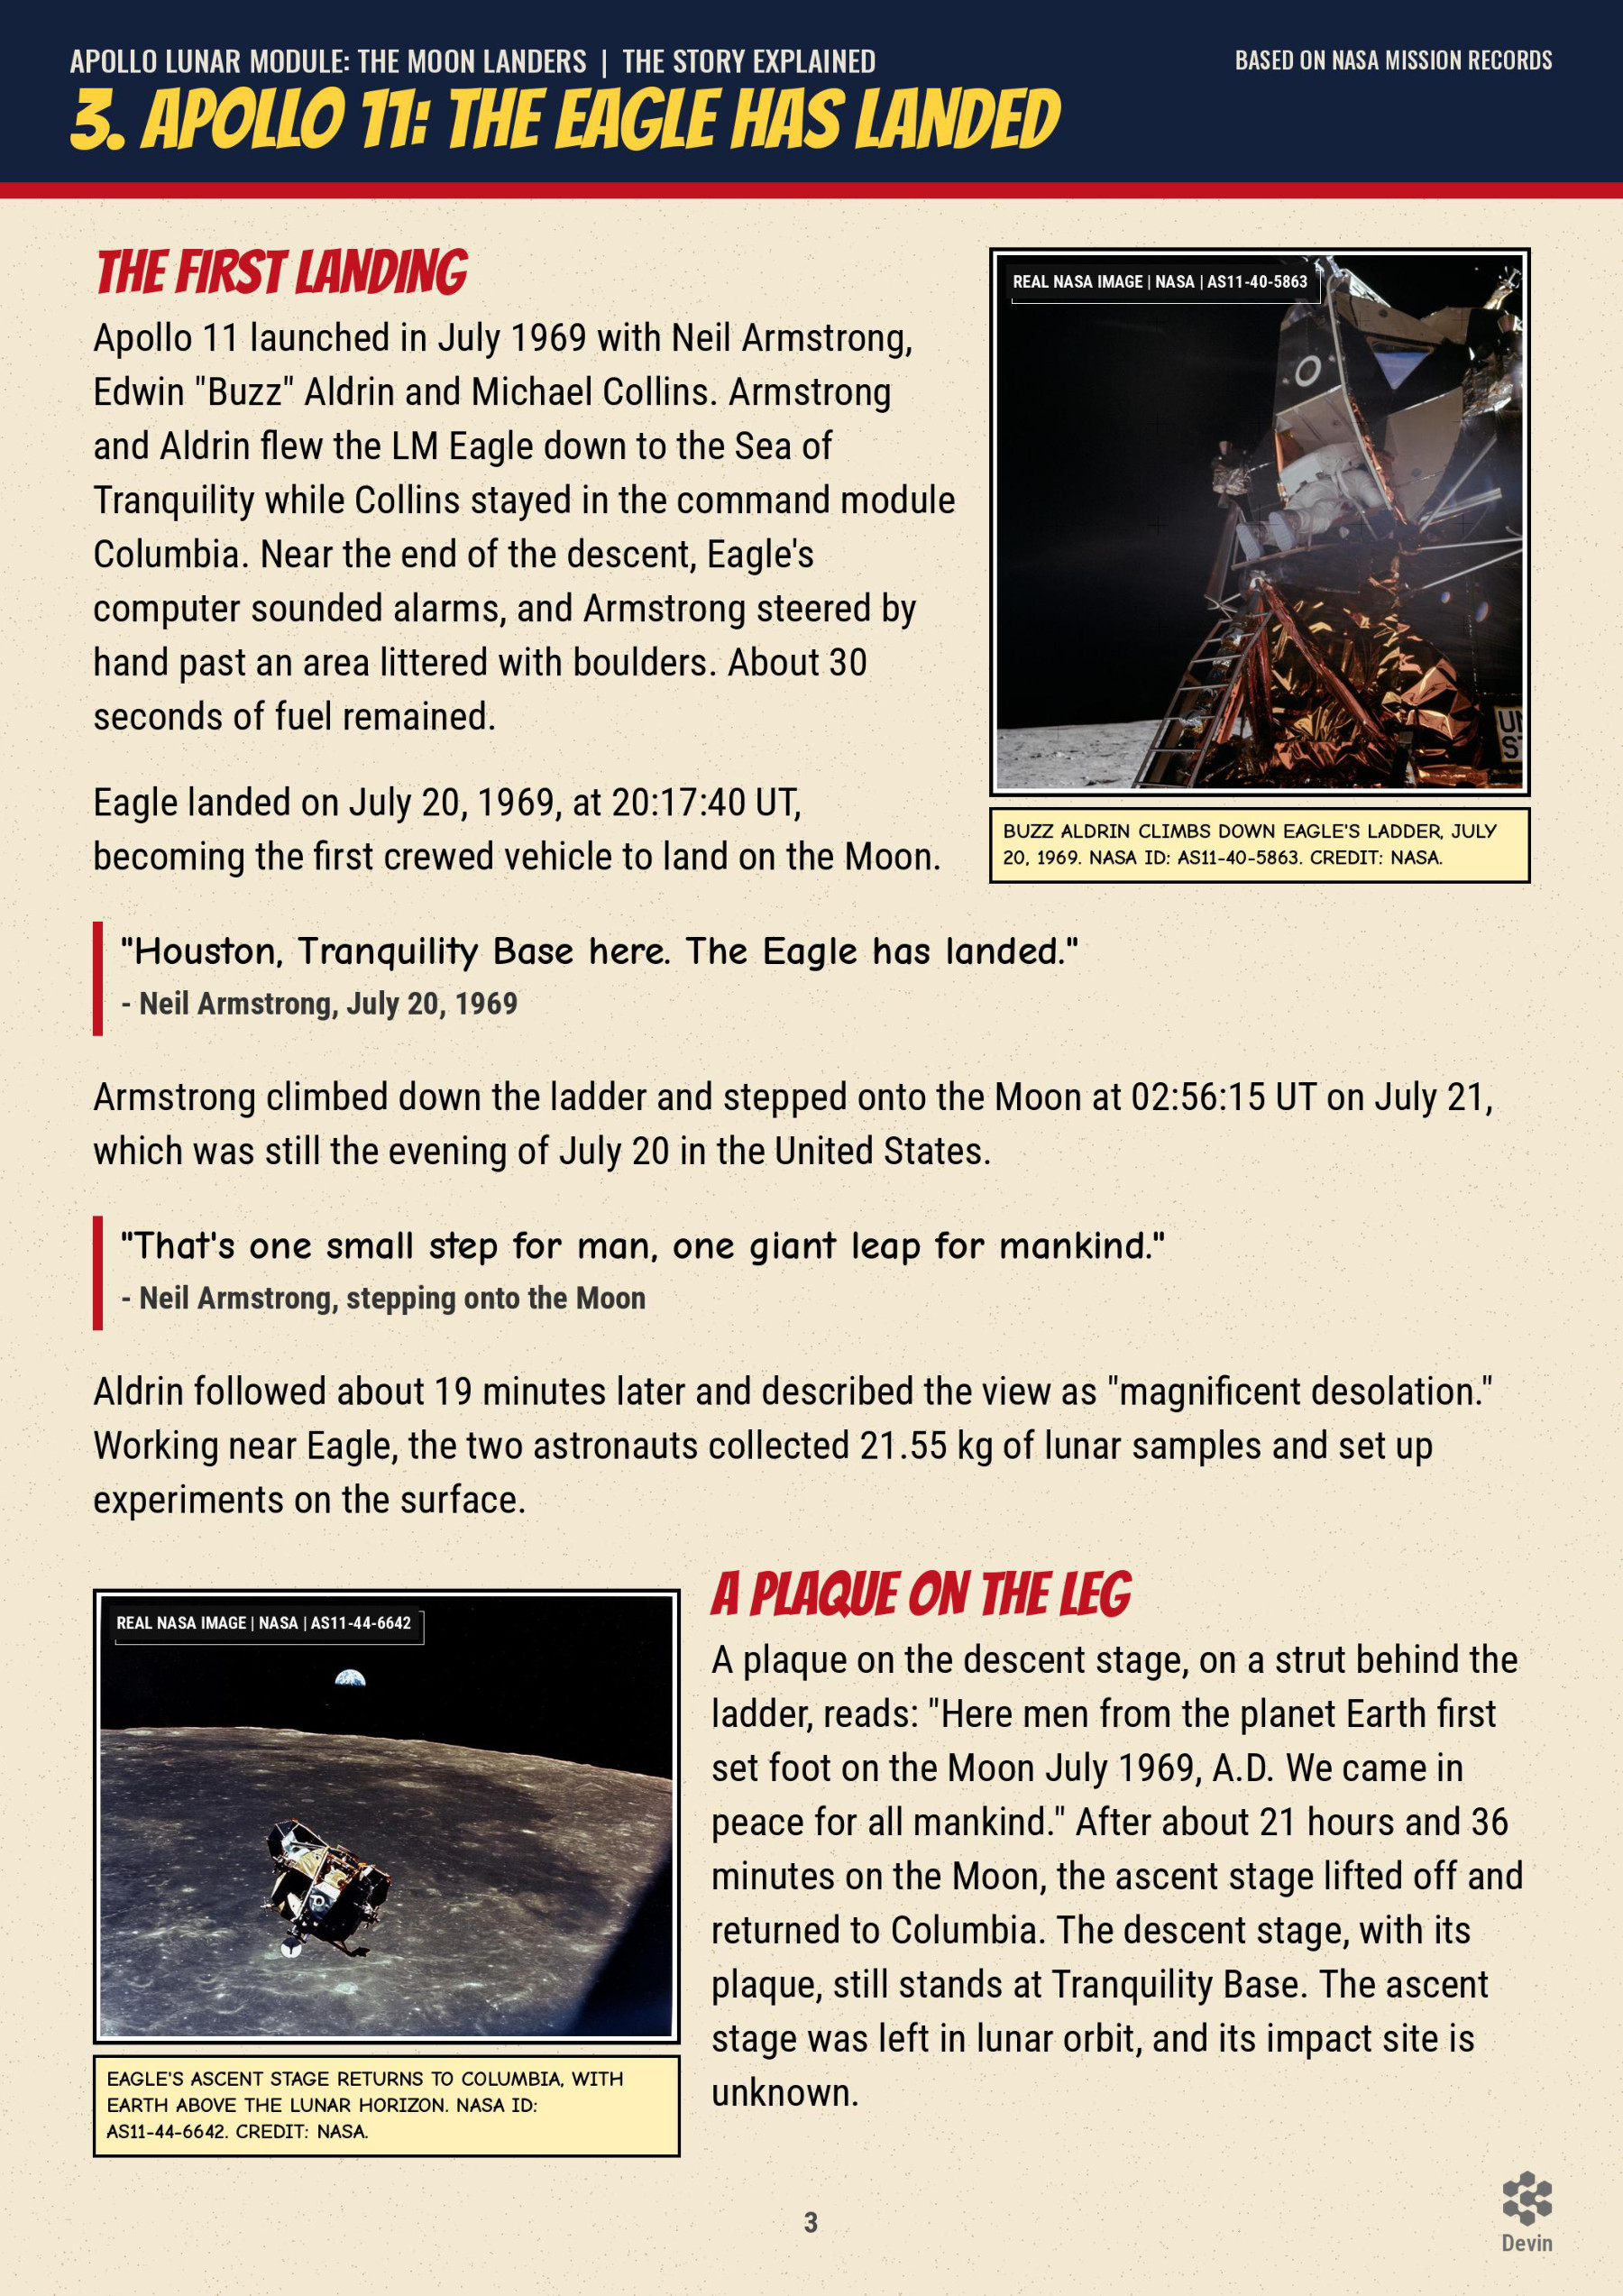 APOLLO LUNAR MODULE: THE MOON LANDERS | THE STORY EXPLAINED
BASED ON NASA MISSION RECORDS
3. APOLLO 11: THE EAGLE HAS LANDED
THE FIRST LANDING
Apollo 11 launched in July 1969 with Neil Armstrong,
Edwin "Buzz" Aldrin and Michael Collins. Armstrong
and Aldrin flew the LM Eagle down to the Sea of
Tranquility while Collins stayed in the command module
Columbia. Near the end of the descent, Eagle's
computer sounded alarms, and Armstrong steered by
hand past an area littered with boulders. About 30
seconds of fuel remained.
Eagle landed on July 20, 1969, at 20:17:40 UT,
becoming the first crewed vehicle to land on the Moon.
REAL NASA IMAGE | NASA | AS11-40-5863
UN
ST
BUZZ ALDRIN CLIMBS DOWN EAGLE'S LADDER, JULY
20, 1969. NASA ID: AS11-40-5863. CREDIT: NASA.
"Houston, Tranquility Base here. The Eagle has landed."
- Neil Armstrong, July 20, 1969
Armstrong climbed down the ladder and stepped onto the Moon at 02:56:15 UT on July 21,
which was still the evening of July 20 in the United States.
"That's one small step for man, one giant leap for mankind."
- Neil Armstrong, stepping onto the Moon
Aldrin followed about 19 minutes later and described the view as "magnificent desolation."
Working near Eagle, the two astronauts collected 21.55 kg of lunar samples and set up
experiments on the surface.
REAL NASA IMAGE | NASA | AS11-44-6642
EAGLE'S ASCENT STAGE RETURNS TO COLUMBIA, WITH
EARTH ABOVE THE LUNAR HORIZON. NASA ID:
AS11-44-6642. CREDIT: NASA.
A PLAQUE ON THE LEG
A plaque on the descent stage, on a strut behind the
ladder, reads: "Here men from the planet Earth first
set foot on the Moon July 1969, A.D. We came in
peace for all mankind." After about 21 hours and 36
minutes on the Moon, the ascent stage lifted off and
returned to Columbia. The descent stage, with its
plaque, still stands at Tranquility Base. The ascent
stage was left in lunar orbit, and its impact site is
unknown.
3
Devin